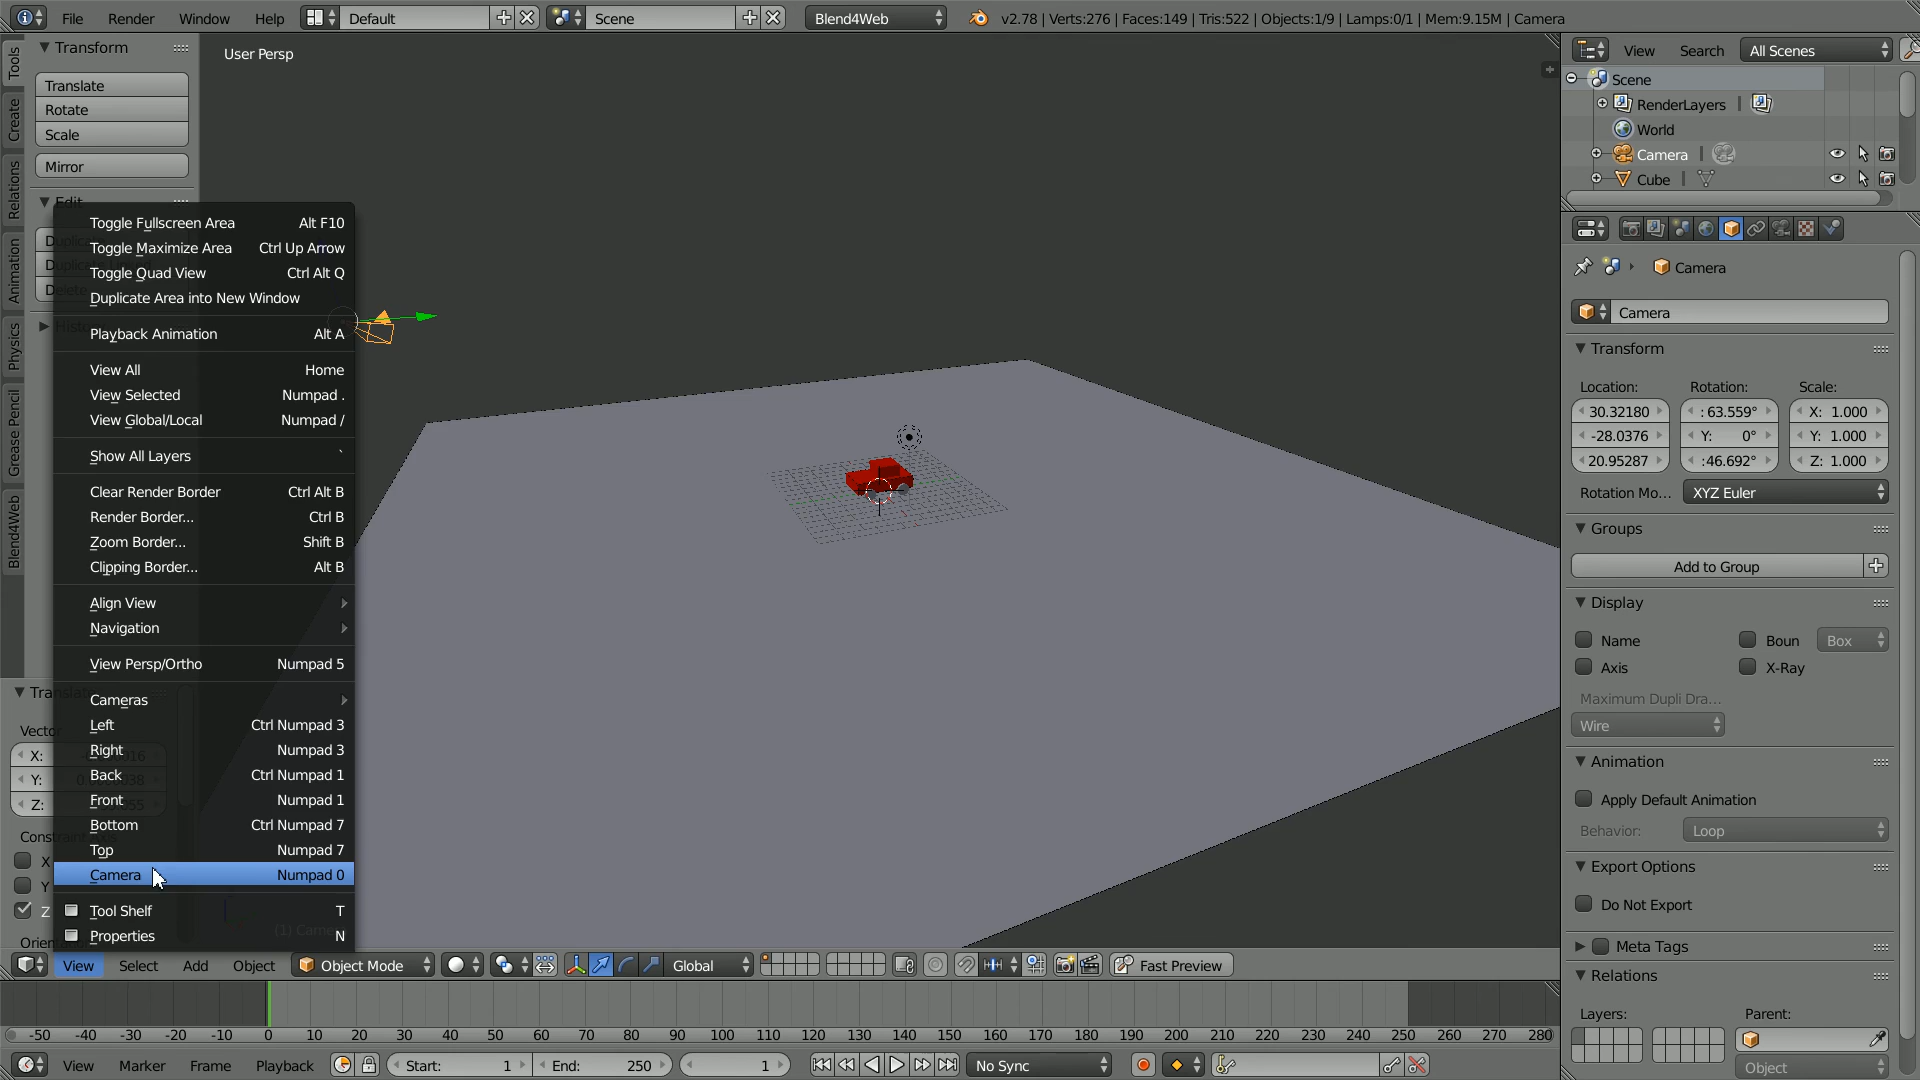 File Render Window Help Default Scene Blend4Web v2.78 | Verts:276 | Faces:149 | Tris:522 | Objects:1/9 | Lamps:0/1 | Mem:9.15M | Camera
Tools
Create
Relations
Animation
Physics
Grease Pencil
Blend4Web
Transform
Translate
Rotate
Scale
Mirror
Edit
User Persp
Toggle Fullscreen Area Alt F10
Toggle Maximize Area Ctrl Up Arrow
Toggle Quad View Ctrl Alt Q
Duplicate Area into New Window
Playback Animation Alt A
View All Home
View Selected Numpad .
View Global/Local Numpad /
Show All Layers `
Clear Render Border Ctrl Alt B
Render Border... Ctrl B
Zoom Border... Shift B
Clipping Border... Alt B
Align View
Navigation
View Persp/Ortho Numpad 5
Cameras
Left Ctrl Numpad 3
Right Numpad 3
Back Ctrl Numpad 1
Front Numpad 1
Bottom Ctrl Numpad 7
Top Numpad 7
Camera Numpad 0
Tool Shelf T
Properties N
Vector
X:
Y:
Z:
X
Y
Z
View Select Add Object Object Mode Global Fast Preview
-50 -40 -30 -20 -10 0 10 20 30 40 50 60 70 80 90 100 110 120 130 140 150 160 170 180 190 200 210 220 230 240 250 260 270 280
View Marker Frame Playback Start: 1 End: 250 1 No Sync
View Search All Scenes
Scene
RenderLayers |
World
Camera |
Cube |
Camera
Camera
Transform
Location: Rotation: Scale:
30.32180 : 63.559° X: 1.000
-28.0376 Y: 0° Y: 1.000
20.95287 :46.692° Z: 1.000
Rotation Mo... XYZ Euler
Groups
Add to Group
Display
Name Boun Box
Axis X-Ray
Maximum Dupli Dra...
Wire
Animation
Apply Default Animation
Behavior: Loop
Export Options
Do Not Export
Meta Tags
Relations
Layers: Parent:
Object